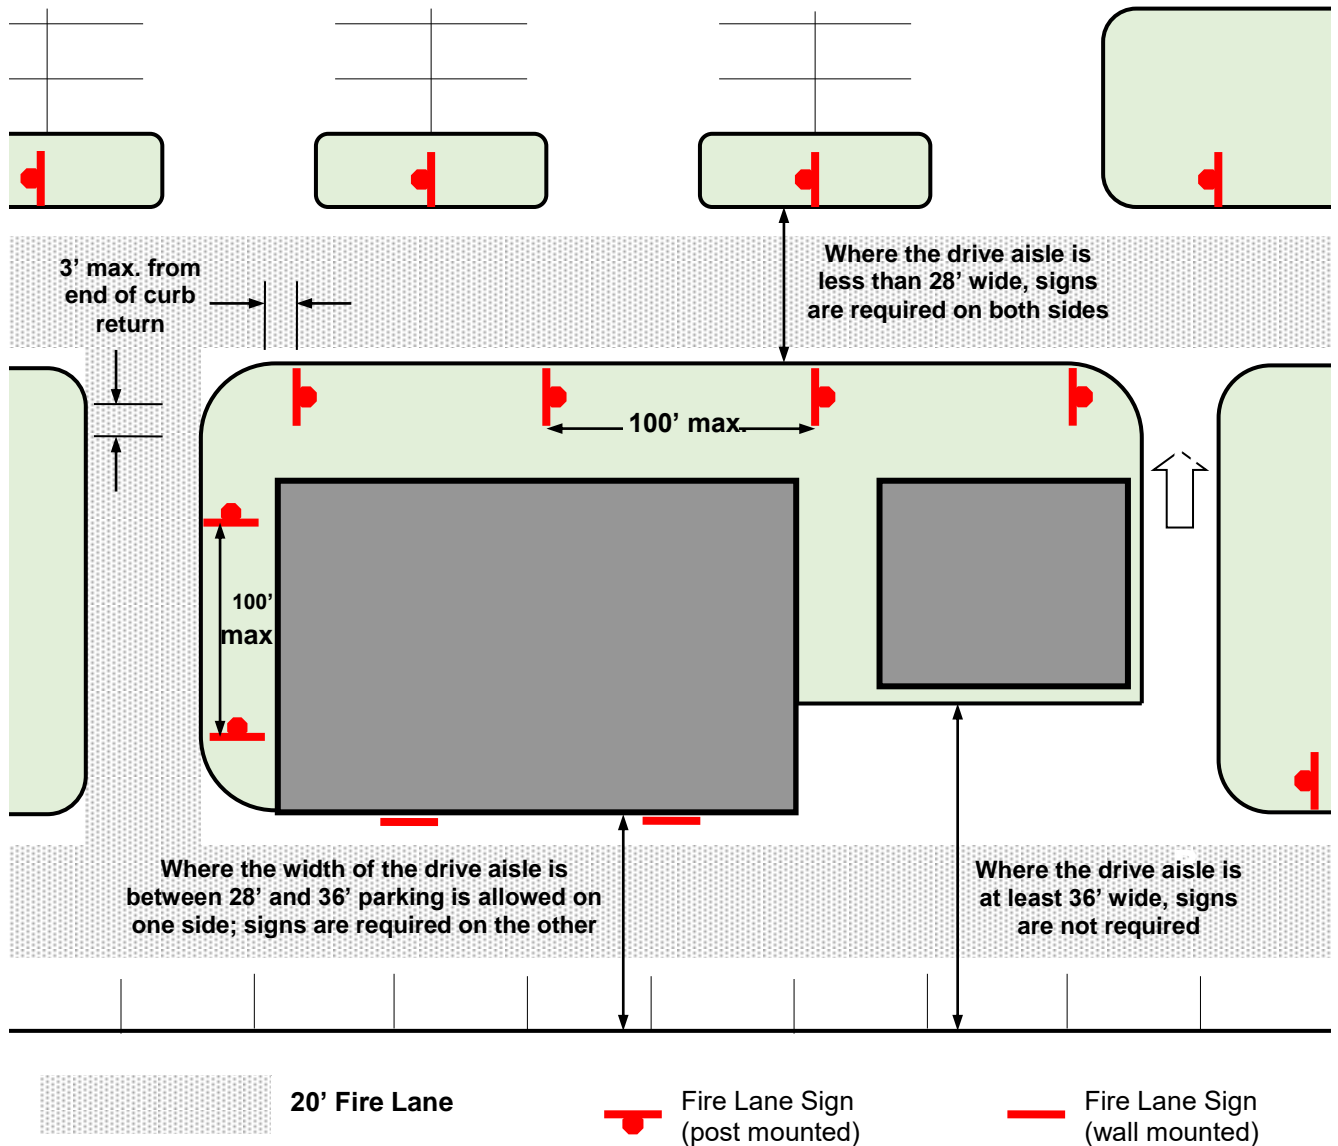 3’ max. from
end of curb
return
Where the drive aisle is
less than 28’ wide, signs
are required on both sides
100’ max.
100’
max
Where the width of the drive aisle is
between 28’ and 36’ parking is allowed on
one side; signs are required on the other
Where the drive aisle is
at least 36’ wide, signs
are not required
20’ Fire Lane
Fire Lane Sign
(post mounted)
Fire Lane Sign
(wall mounted)